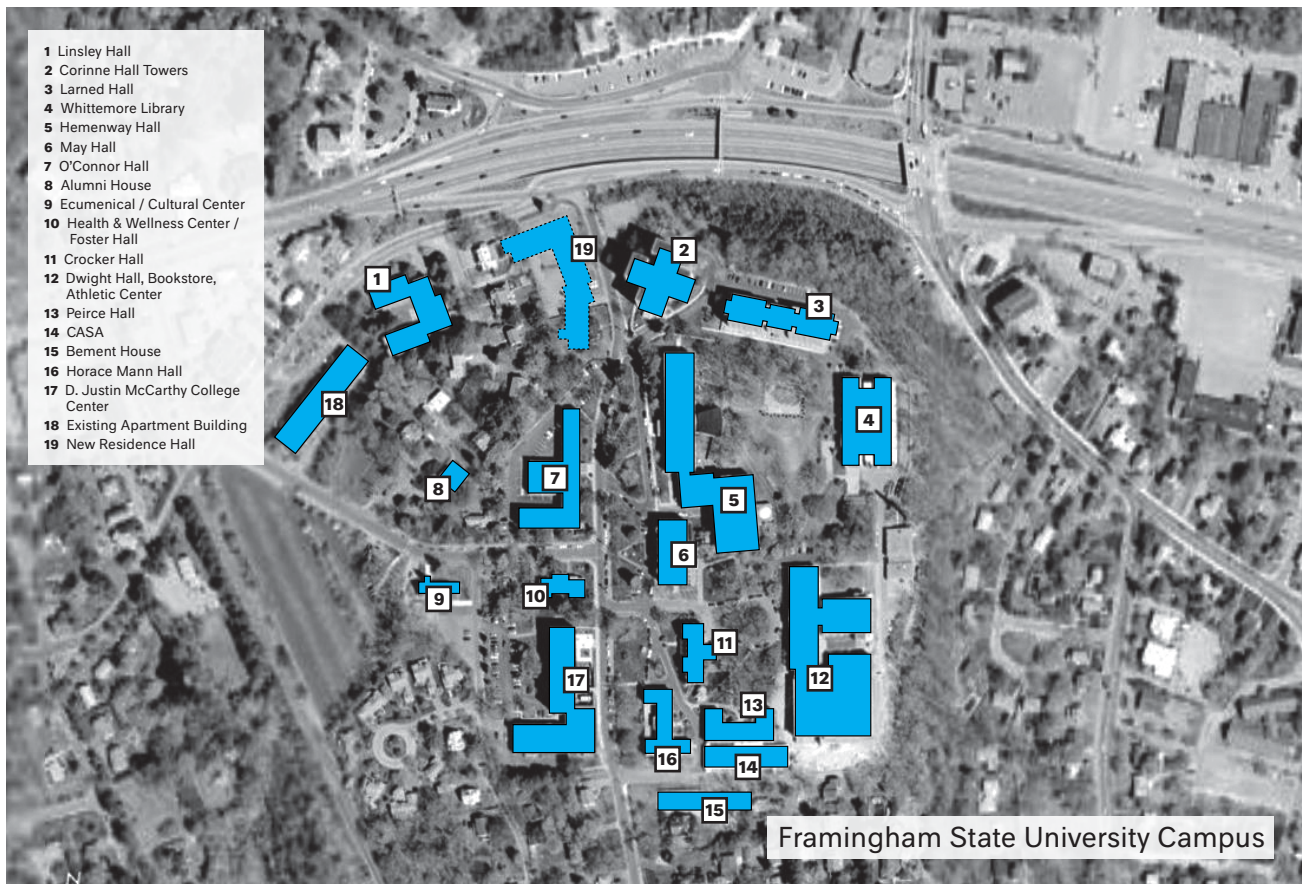 1 Linsley Hall
2 Corinne Hall Towers
3 Larned Hall
4 Whittemore Library
5 Hemenway Hall
6 May Hall
7 O'Connor Hall
8 Alumni House
9 Ecumenical / Cultural Center
10 Health & Wellness Center /
Foster Hall
11 Crocker Hall
12 Dwight Hall, Bookstore,
Athletic Center
13 Peirce Hall
14 CASA
15 Bement House
16 Horace Mann Hall
17 D. Justin McCarthy College
Center
18 Existing Apartment Building
19 New Residence Hall
19
2
1
3
18
4
7
8
5
6
9
10
11
17
12
13
16
14
15
Framingham State University Campus
N